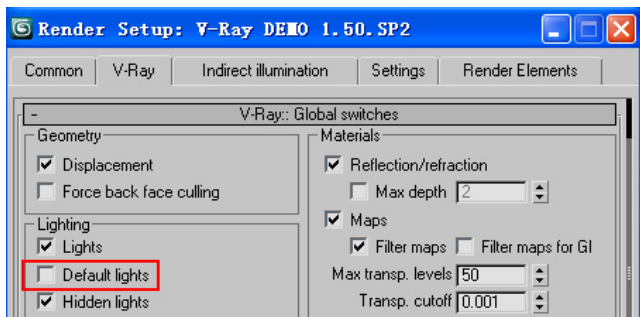 Render Setup: V-Ray DEMO 1.50.SP2
Common V-Ray Indirect illumination Settings Render Elements
- V-Ray:: Global switches
Geometry
Displacement
Force back face culling
Lighting
Lights
Default lights
Hidden lights
Materials
Reflection/refraction
Max depth 2
Maps
Filter maps Filter maps for GI
Max transp. levels 50
Transp. cutoff 0.001